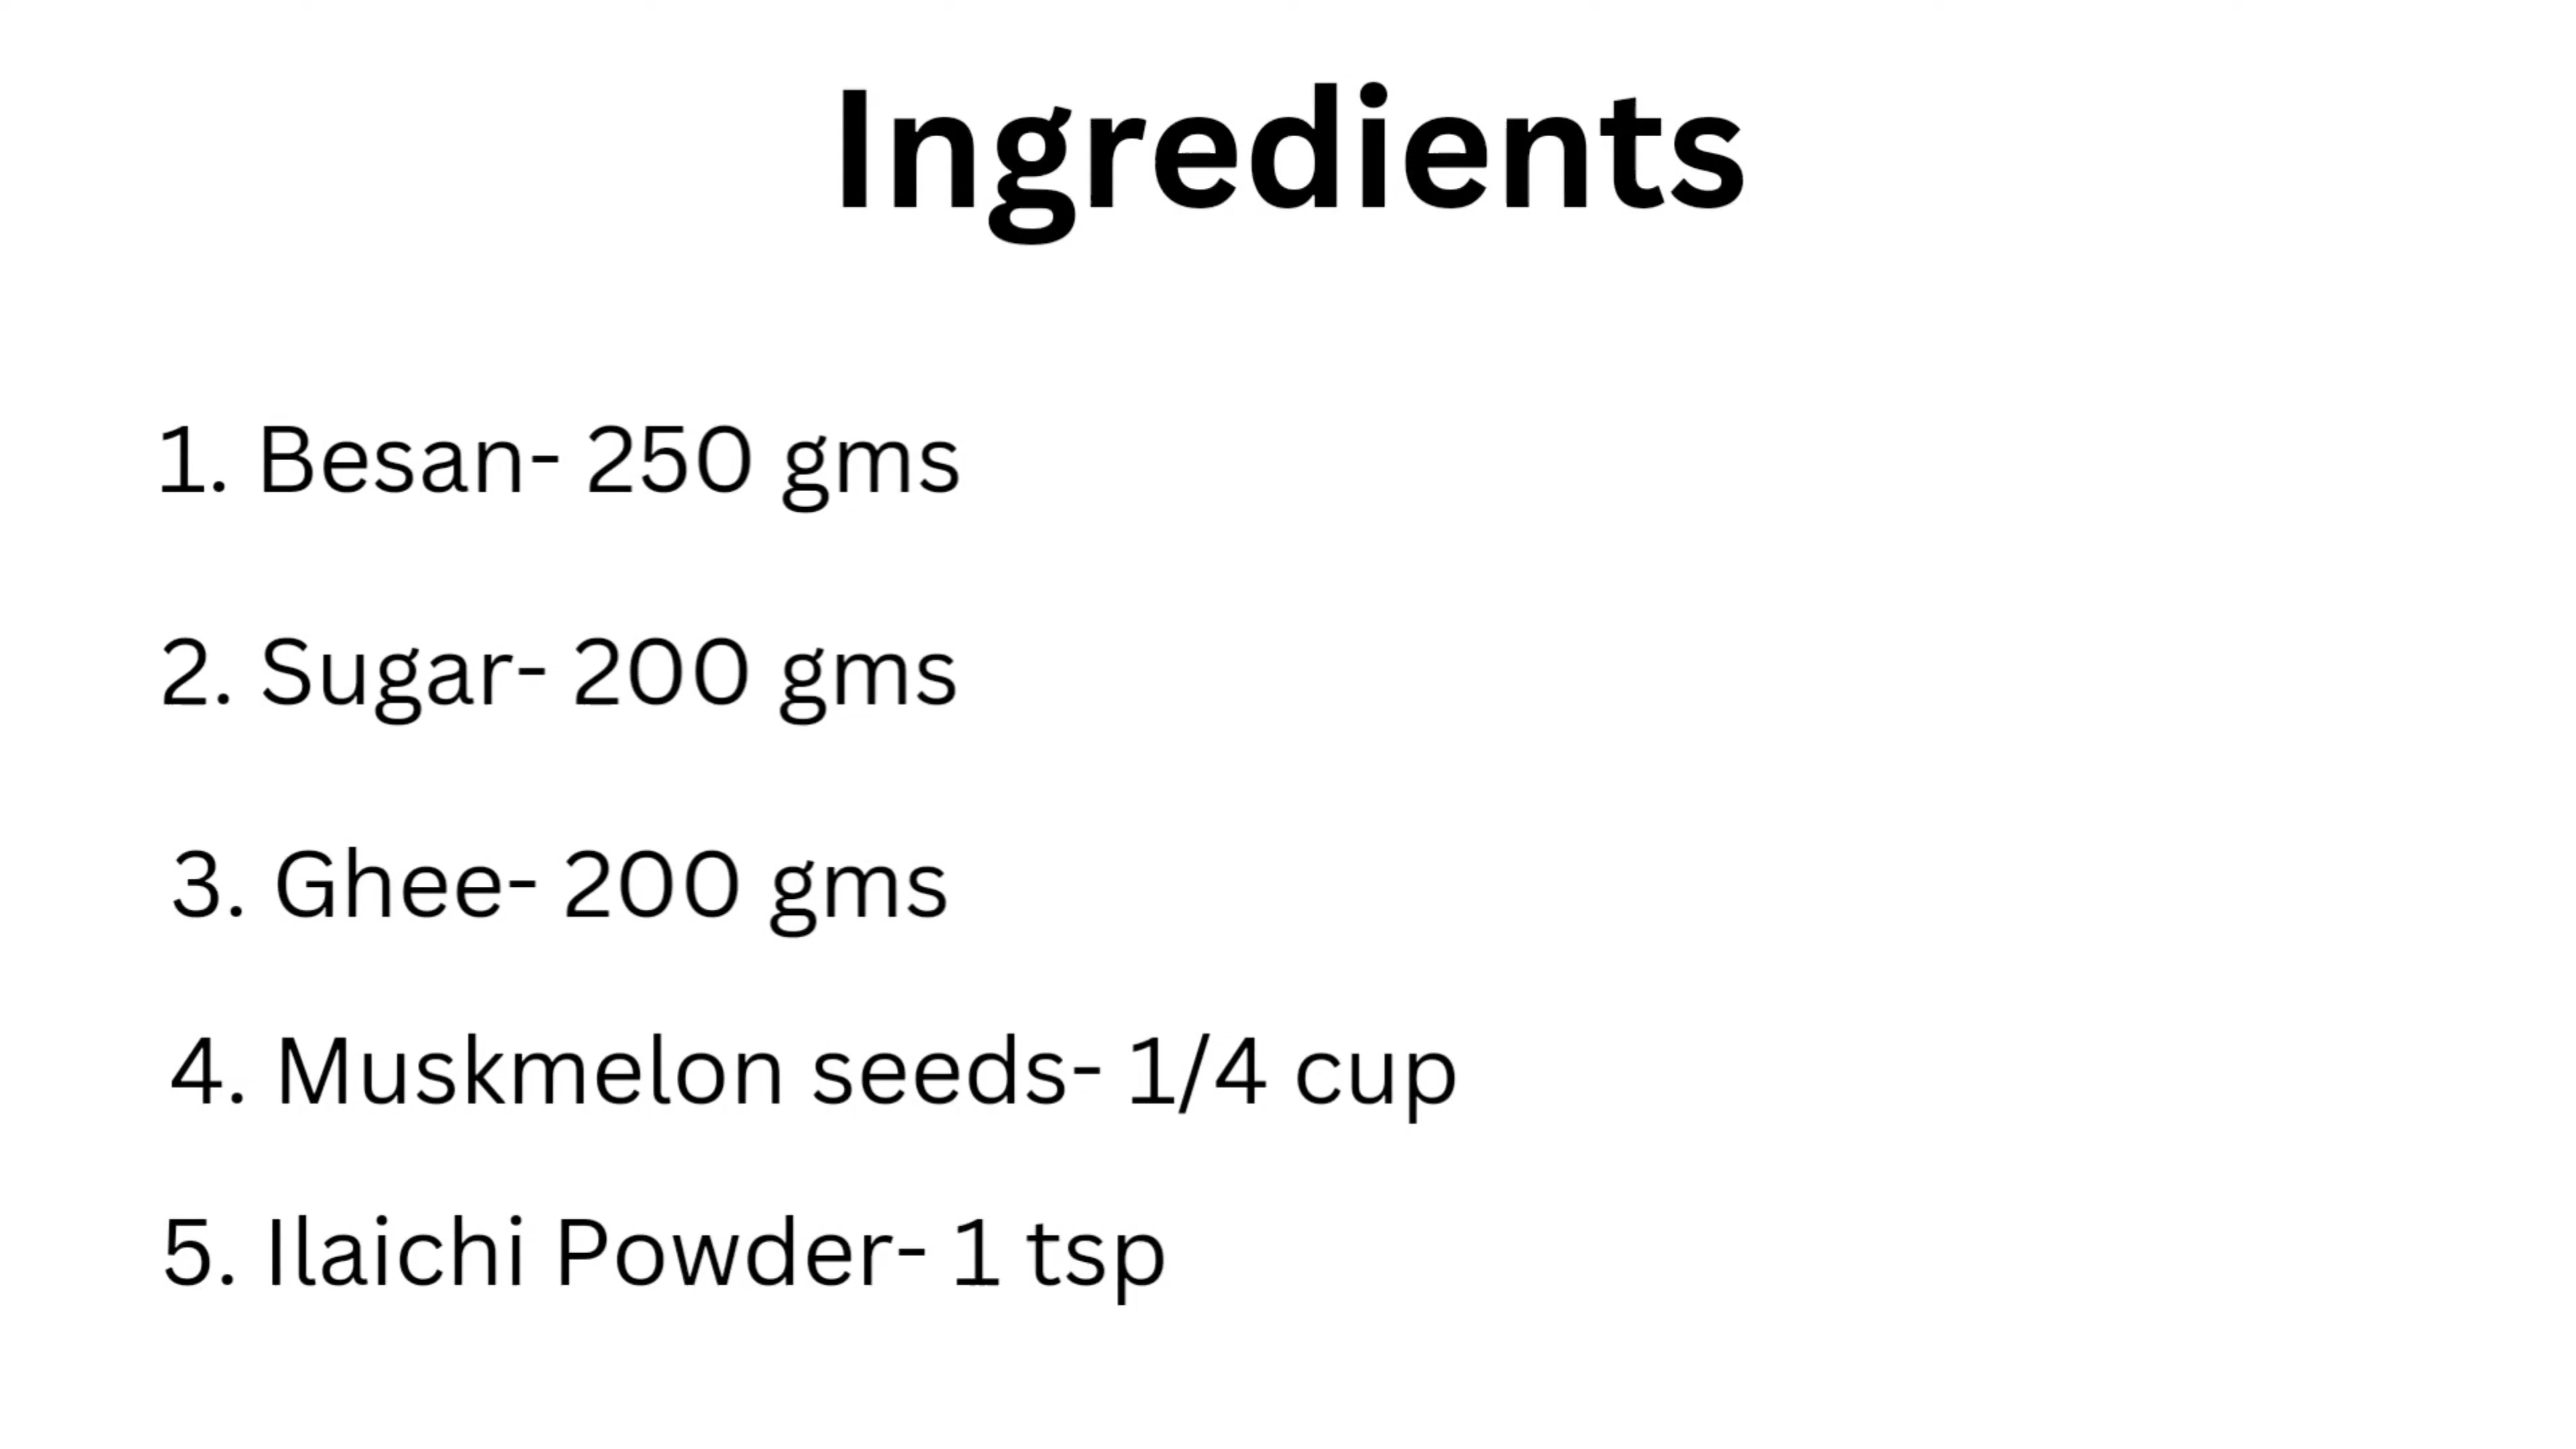 Ingredients
1. Besan- 250 gms
2. Sugar- 200 gms
3. Ghee- 200 gms
4. Muskmelon seeds- 1/4 cup
5. Ilaichi Powder- 1 tsp